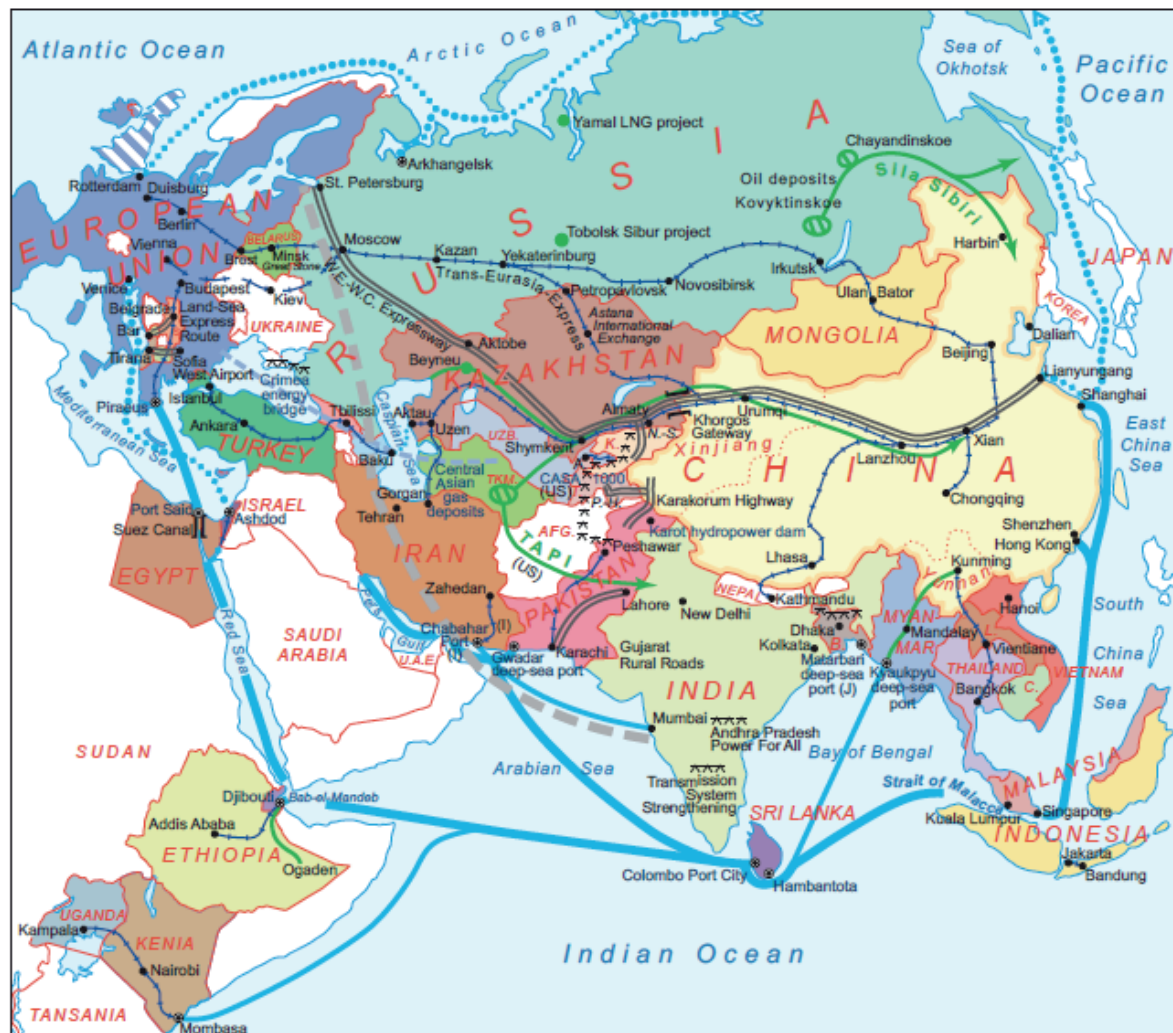 Atlantic Ocean
Arctic Ocean
Sea of
Okhotsk
Pacific
Ocean
Yamal LNG project
Chayandinskoe
Arkhangelsk
Sila Sibiri
Oil deposits
Kovyktinskoe
Rotterdam
Duisburg
St. Petersburg
RUSSIA
Berlin
EUROPEAN
UNION
BELARUS
Minsk
Great Stone
Brest
Moscow
Kazan
Tobolsk Sibur project
Yekaterinburg
Harbin
JAPAN
Vienna
Venice
Budapest
Kiev
Trans-Eurasia-Express
Petropavlovsk
Novosibirsk
Irkutsk
Ulan Bator
KOREA
Belgrade
Land-Sea
Express
Route
Bar
UKRAINE
W.E.-W.C. Expressway
Astana
International
Exchange
MONGOLIA
Dalian
Tirana
Sofia
Aktobe
Beyneu
KAZAKHSTAN
Beijing
West Airport
Crimea
energy
bridge
Lianyungang
Mediterranean Sea
Piraeus
Istanbul
Tbilissi
Caspian Sea
Aktau
Uzen
Almaty
Urumqi
Khorgos
Gateway
Shanghai
Ankara
TURKEY
Baku
UZB.
Shymkent
K.
N.-S.
Xinjiang
Lanzhou
Xian
East
China
Sea
CHINA
Central
Asian
gas
deposits
TKM.
CASA 1000
(US)
P.-U.
Karakorum Highway
Chongqing
Gorgan
Tehran
Port Said
Suez Canal
ISRAEL
Ashdod
AFG.
Karot hydropower dam
Shenzhen
Hong Kong
IRAN
TAPI
(US)
Peshawar
Lhasa
Kunming
Yunnan
EGYPT
Zahedan
PAKISTAN
Lahore
New Delhi
NEPAL
Kathmandu
Hanoi
South
China
Sea
Red Sea
SAUDI
ARABIA
Pers.
Gulf
U.A.E.
Chabahar
Port (I)
(I)
Gwadar
deep-sea port
Karachi
Gujarat
Rural Roads
Dhaka
Kolkata
B.
MYAN-
MAR
Mandalay
L.
Vientiane
Matarbari
deep-sea
port (J)
Kyaukpyu
deep-sea
port
THAILAND
Bangkok
C.
VIETNAM
INDIA
Mumbai
Andhra Pradesh
Power For All
SUDAN
Arabian Sea
Bay of Bengal
Transmission
System
Strengthening
Djibouti
Bab-el-Mandeb
Strait of Malacca
MALAYSIA
Addis Ababa
ETHIOPIA
SRI LANKA
Kuala Lumpur
Singapore
INDONESIA
Ogaden
Colombo Port City
Hambantota
Jakarta
Bandung
UGANDA
Kampala
KENIA
Nairobi
Indian Ocean
TANSANIA
Mombasa